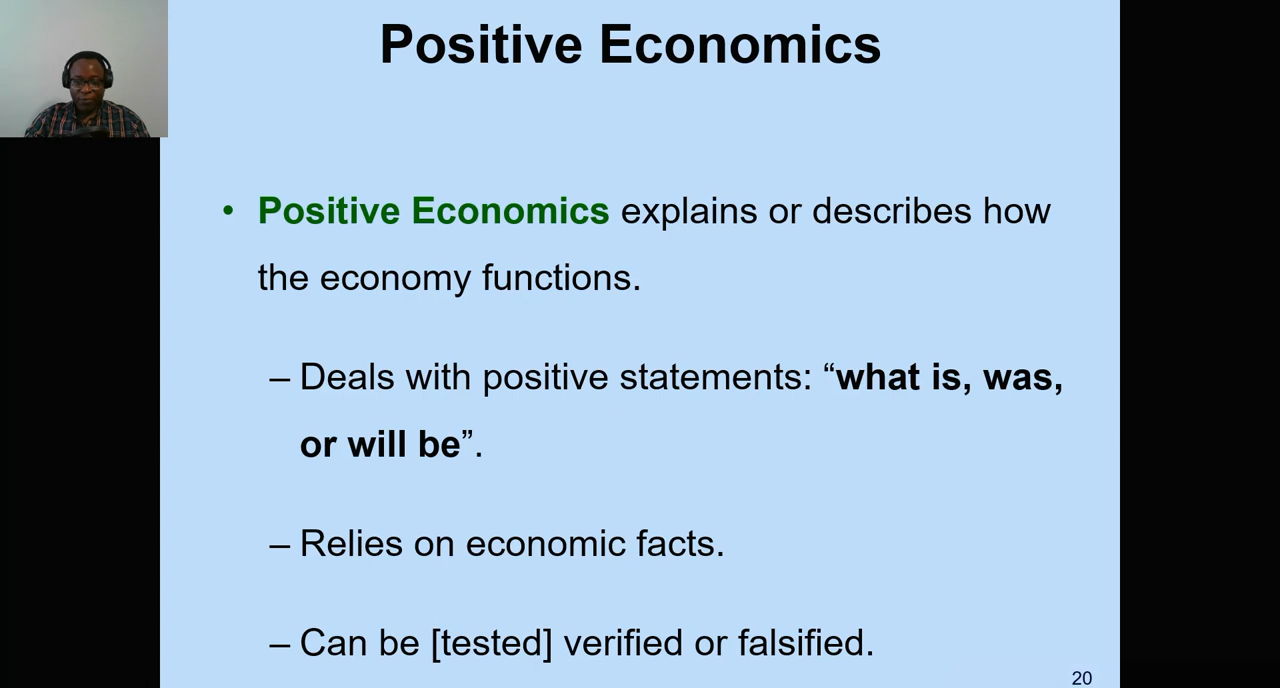 Positive Economics
• Positive Economics explains or describes how
the economy functions.
– Deals with positive statements: “what is, was,
or will be”.
– Relies on economic facts.
– Can be [tested] verified or falsified.
20